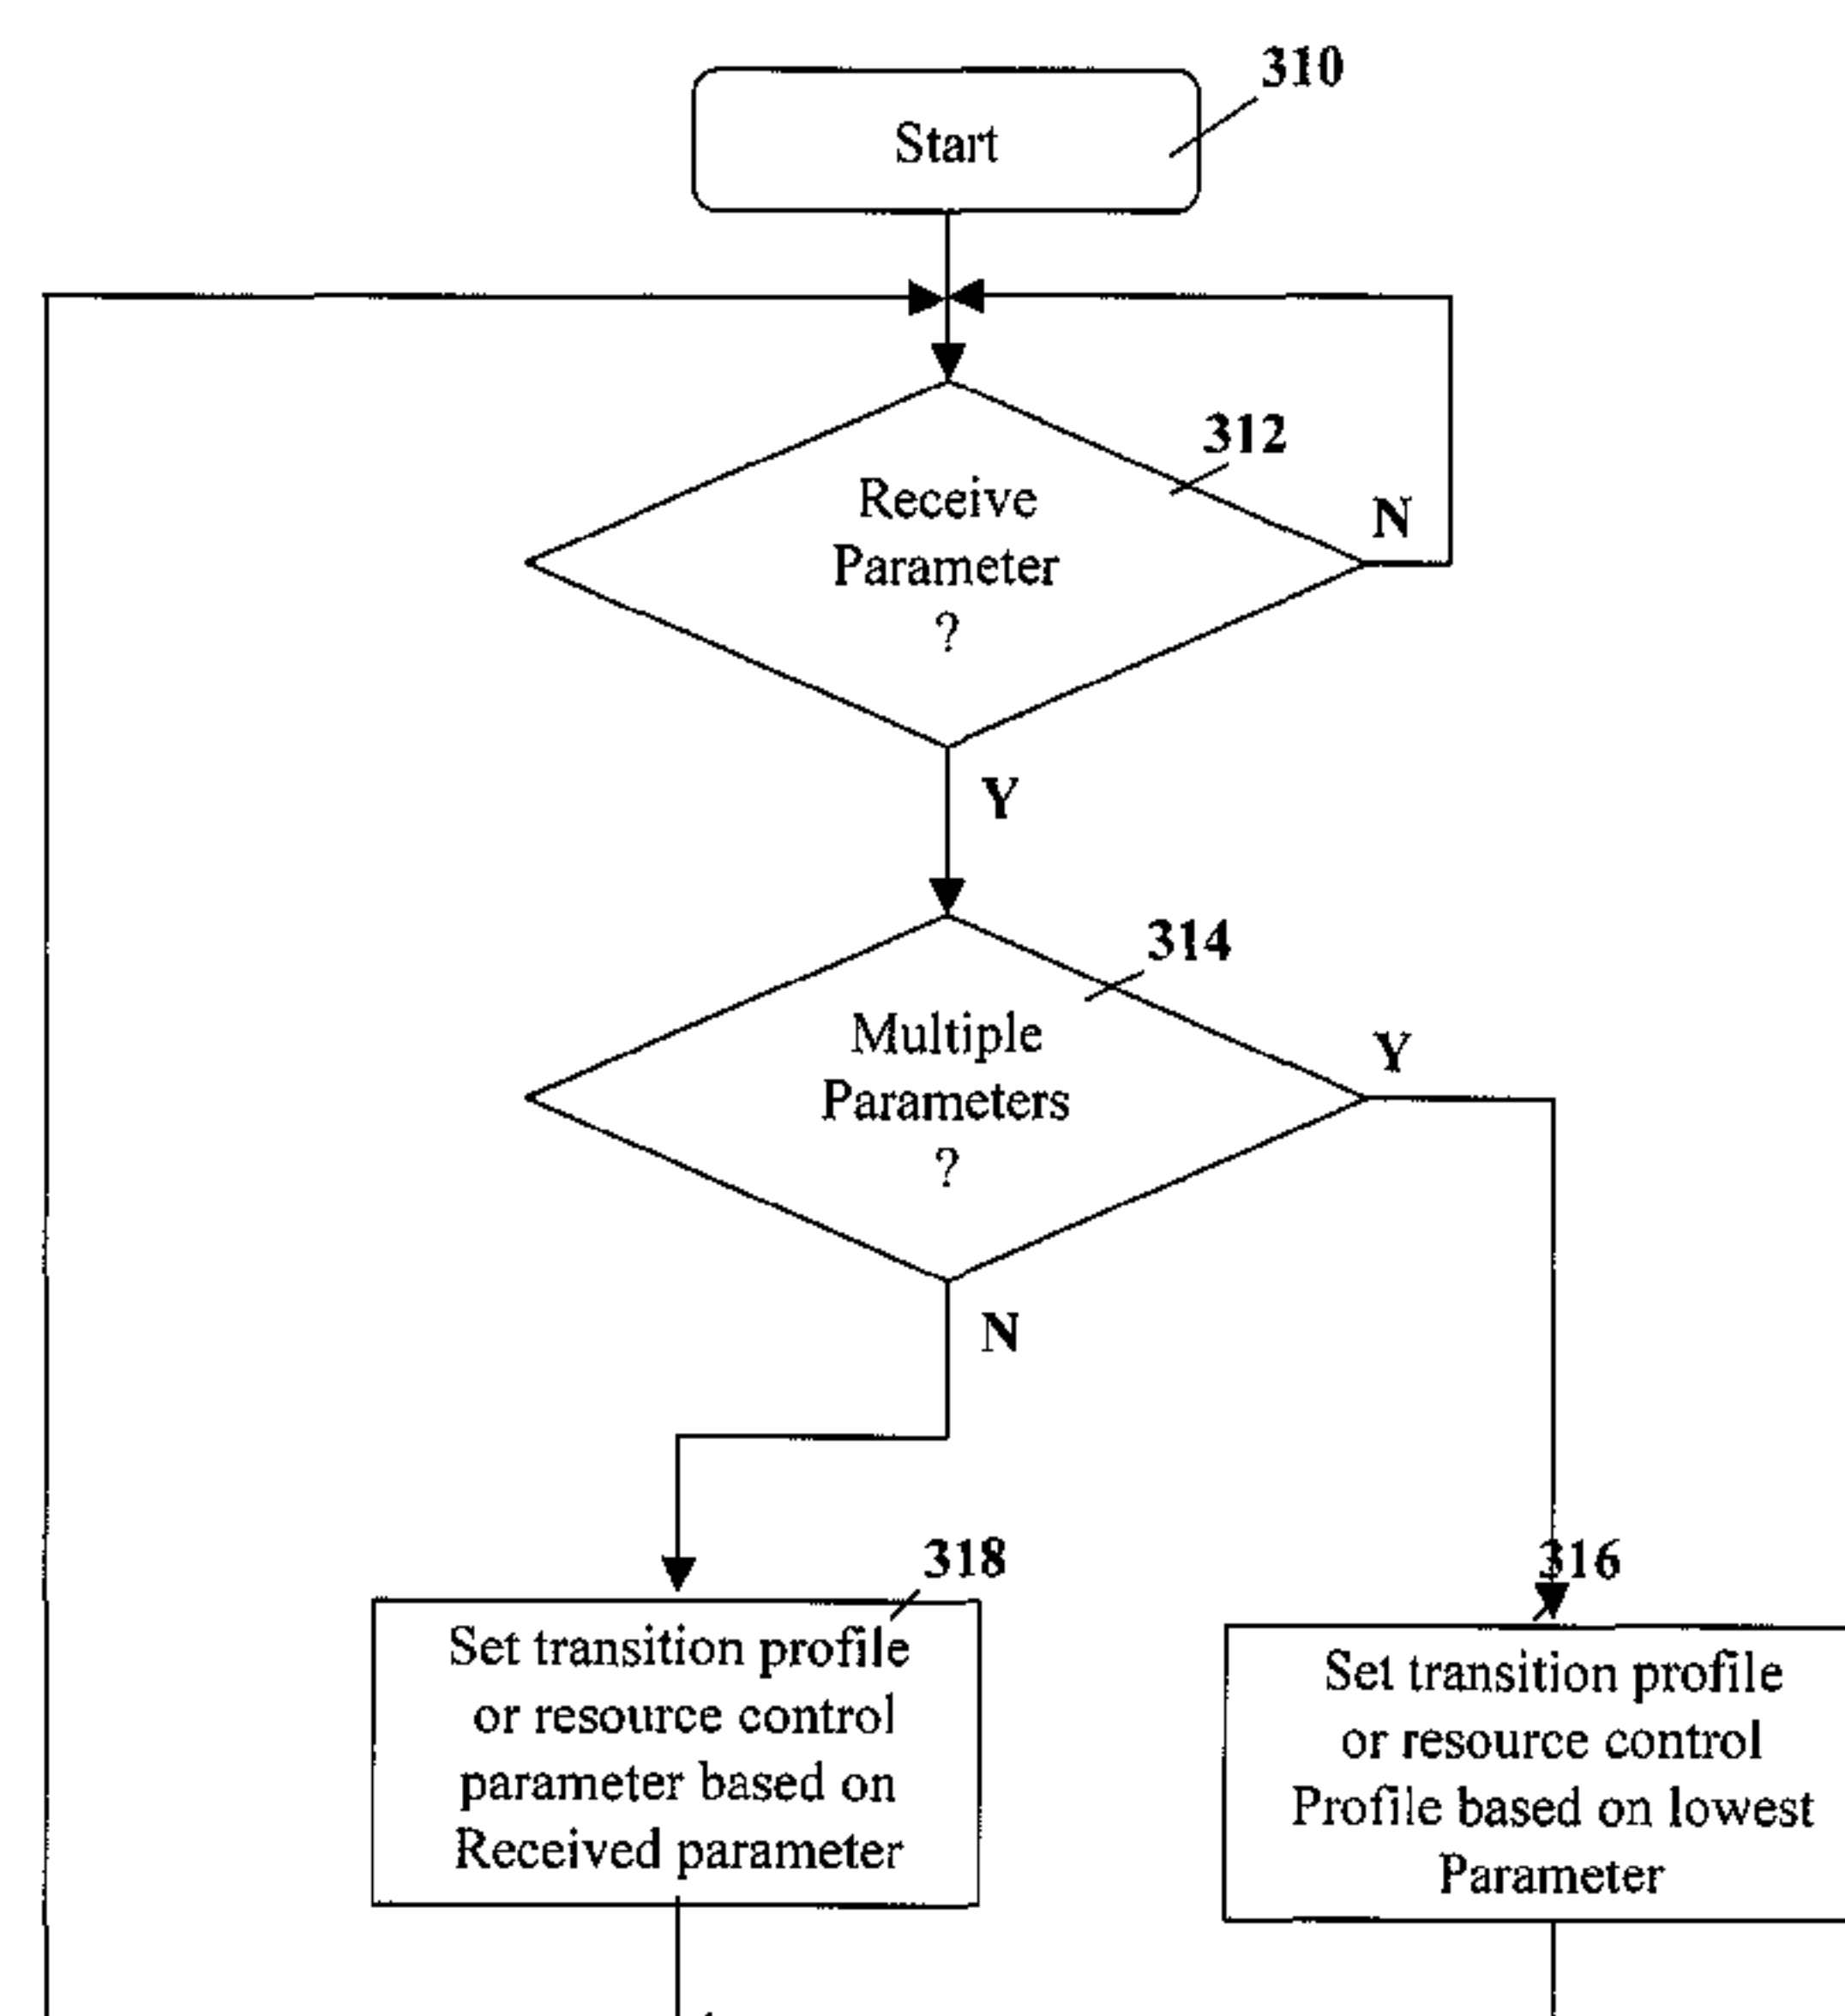 310
Start
312
Receive
Parameter
?
N
Y
314
Multiple
Parameters
?
Y
N
318
Set transition profile
or resource control
parameter based on
Received parameter
316
Set transition profile
or resource control
Profile based on lowest
Parameter